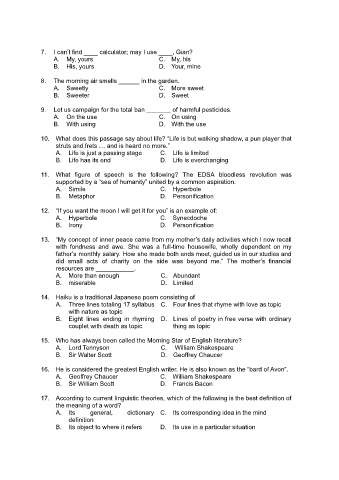 7. I can't find ____ calculator; may I use ____, Gian?
A. My, yours C. My, his
B. His, yours D. Your, mine
8. The morning air smells ______ in the garden.
A. Sweetly C. More sweet
B. Sweeter D. Sweet
9. Let us campaign for the total ban _______ of harmful pesticides.
A. On the use C. On using
B. With using D. With the use
10. What does this passage say about life? "Life is but walking shadow, a pun player that
struts and frets … and is heard no more."
A. Life is just a passing stage C. Life is limited
B. Life has its end D. Life is overchanging
11. What figure of speech is the following? The EDSA bloodless revolution was
supported by a "sea of humanity" united by a common aspiration.
A. Simile C. Hyperbole
B. Metaphor D. Personification
12. "If you want the moon I will get it for you" is an example of:
A. Hyperbole C. Synecdoche
B. Irony D. Personification
13. "My concept of inner peace came from my mother's daily activities which I now recall
with fondness and awe. She was a full-time housewife, wholly dependent on my
father's monthly salary. How she made both ends meet, guided us in our studies and
did small acts of charity on the side was beyond me." The mother's financial
resources are ____________.
A. More than enough C. Abundant
B. miserable D. Limited
14. Haiku is a traditional Japanese poem consisting of
A. Three lines totaling 17 syllabus C. Four lines that rhyme with love as topic
with nature as topic
B. Eight lines ending in rhyming D. Lines of poetry in free verse with ordinary
couplet with death as topic thing as topic
15. Who has always been called the Morning Star of English literature?
A. Lord Tennyson C. William Shakespeare
B. Sir Walter Scott D. Geoffrey Chaucer
16. He is considered the greatest English writer. He is also known as the "bard of Avon".
A. Geoffrey Chaucer C. William Shakespeare
B. Sir William Scott D. Francis Bacon
17. According to current linguistic theories, which of the following is the best definition of
the meaning of a word?
A. Its general, dictionary C. Its corresponding idea in the mind
definition
B. Its object to where it refers D. Its use in a particular situation